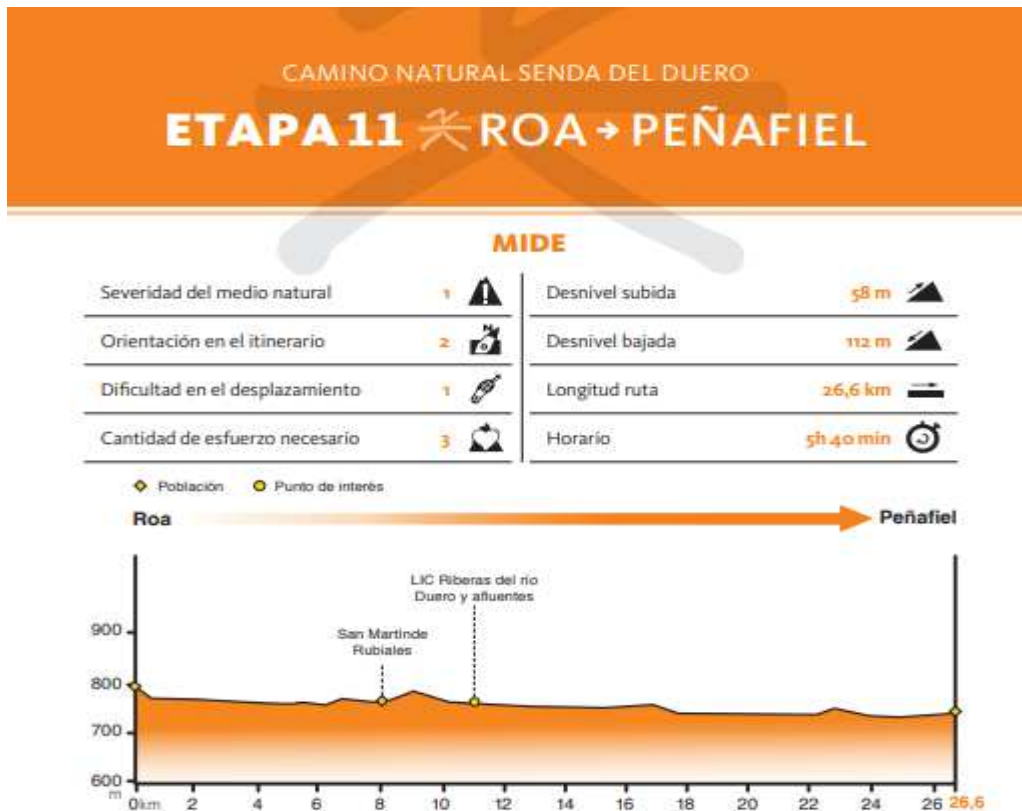 CAMINO NATURAL SENDA DEL DUERO
ETAPA 11 ROA → PEÑAFIEL
MIDE
Severidad del medio natural 1
Orientación en el itinerario 2
Dificultad en el desplazamiento 1
Cantidad de esfuerzo necesario 3
Desnivel subida 58 m
Desnivel bajada 112 m
Longitud ruta 26,6 km
Horario 5h 40 min
Población Punto de interés
Roa Peñafiel
LIC Riberas del rio
Duero y afluentes
San Martinde
Rubiales
900
800
700
600
m
0km 2 4 6 8 10 12 14 16 18 20 22 24 26 26,6